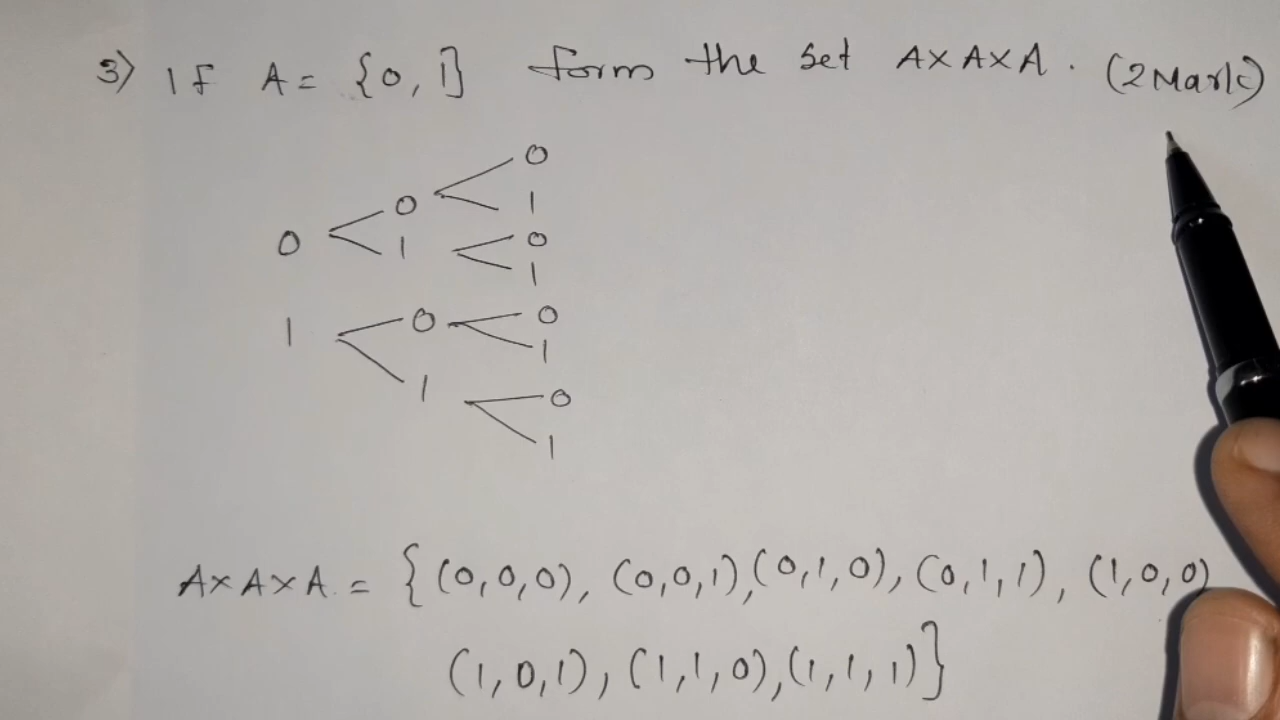 3) If A = {0, 1} form the set A×A×A. (2 Mark)
0
0
1
0 0 1
0
1
1 0 0
1
1 0
1
A×A×A = {(0,0,0), (0,0,1),(0,1,0),(0,1,1), (1,0,0)
(1,0,1), (1,1,0),(1,1,1)}